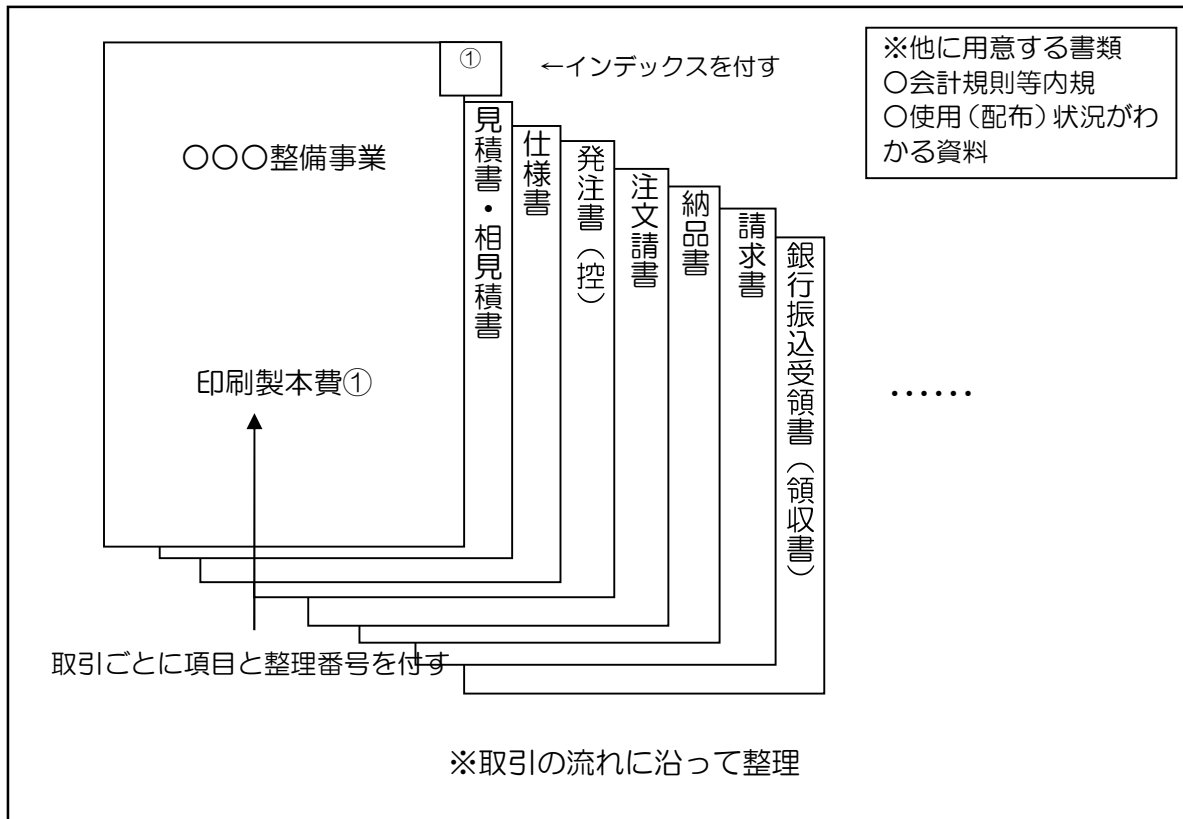 ①
←インデックスを付す
※他に用意する書類
〇会計規則等内規
〇使用(配布)状況がわ
かる資料
〇〇〇整備事業
印刷製本費①
見積書・相見積書
仕様書
発注書(控)
注文請書
納品書
請求書
銀行振込受領書(領収書)
……
取引ごとに項目と整理番号を付す
※取引の流れに沿って整理